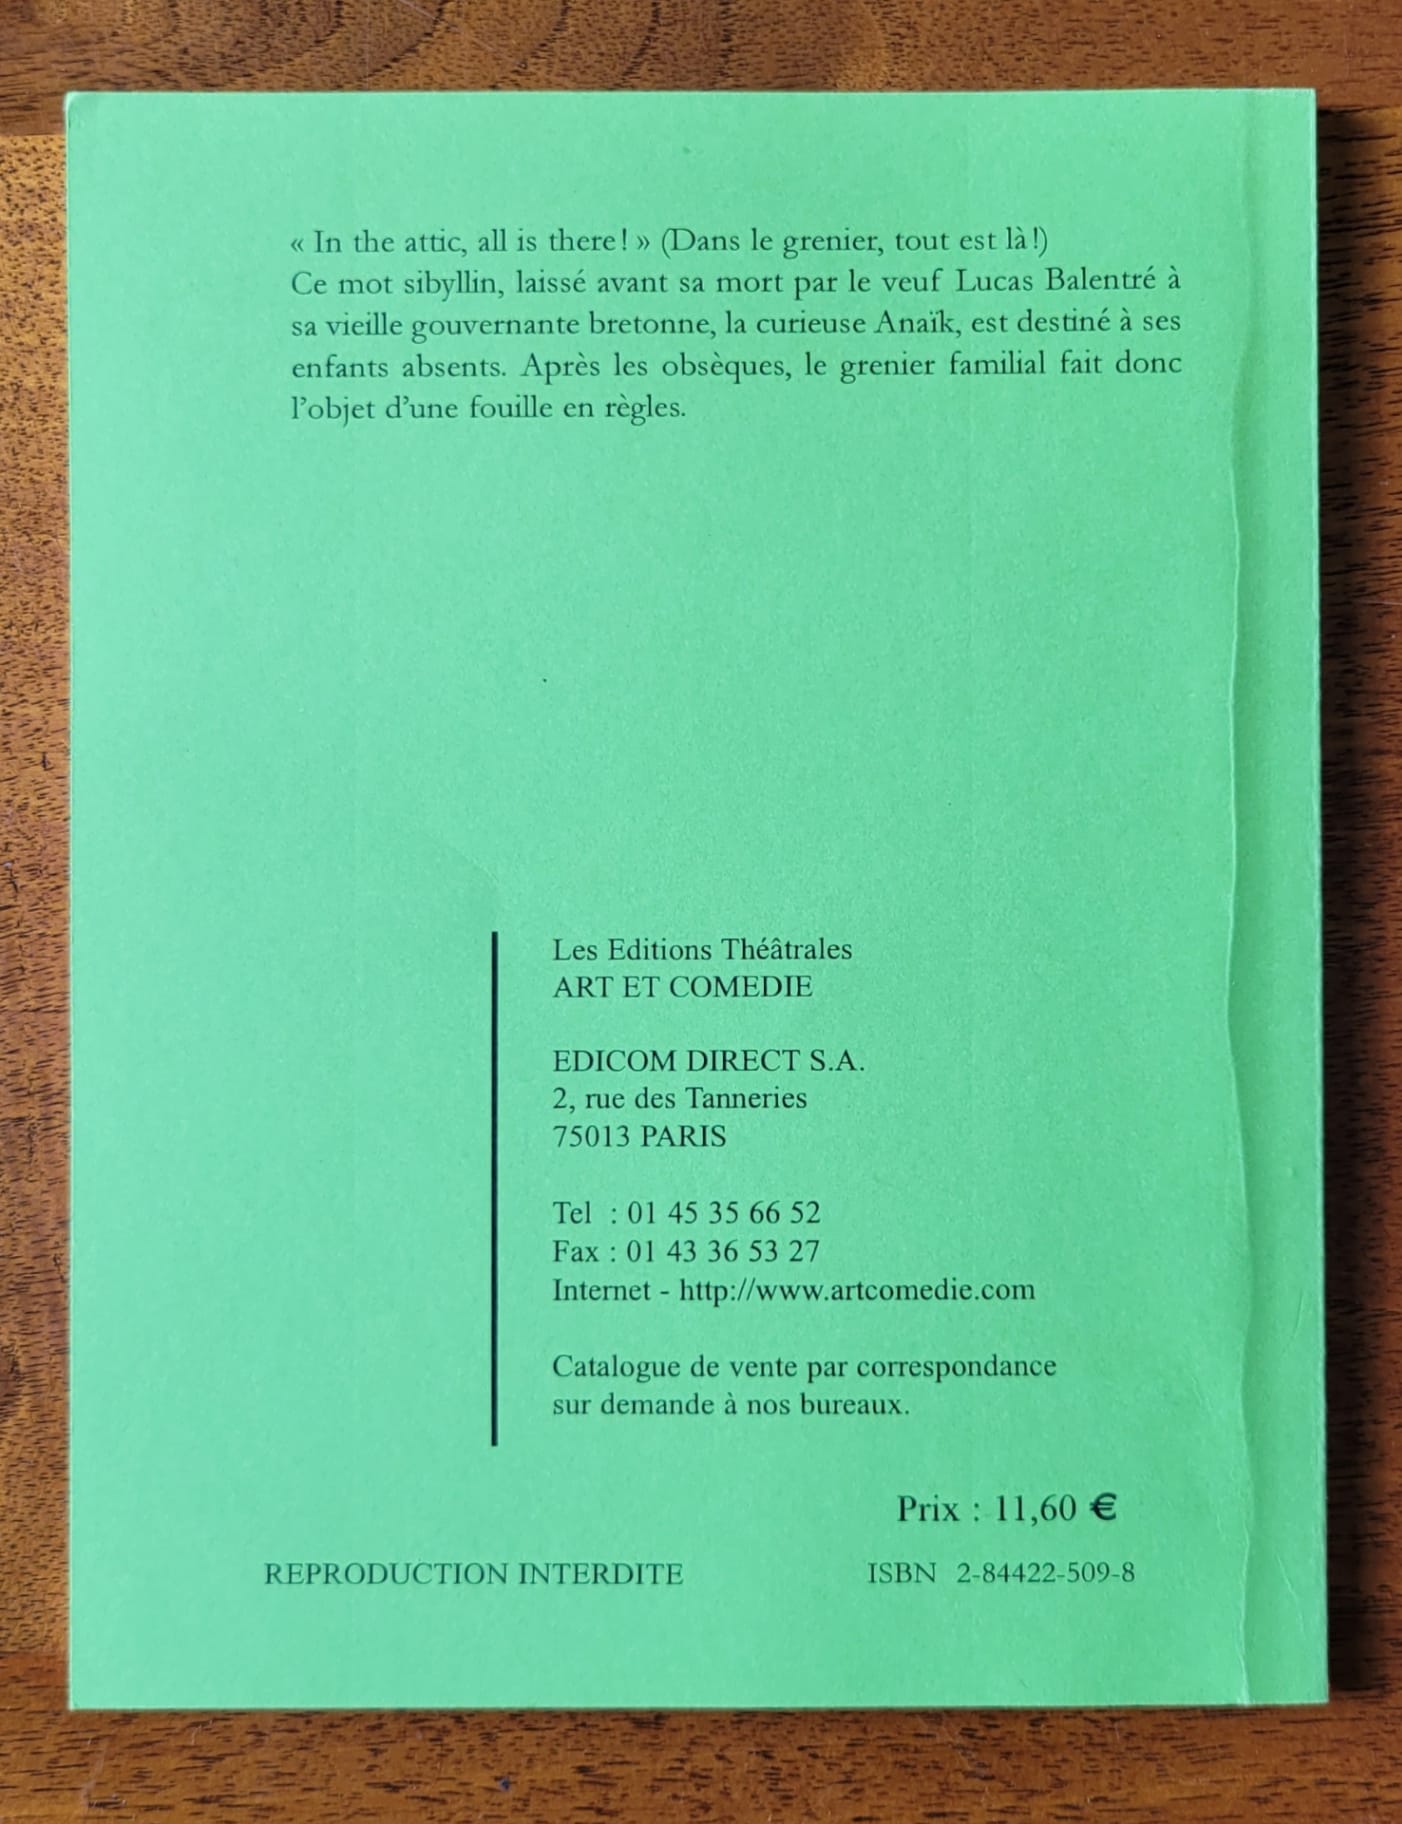 « In the attic, all is there! » (Dans le grenier, tout est là!)
Ce mot sibyllin, laissé avant sa mort par le veuf Lucas Balentré à
sa vieille gouvernante bretonne, la curieuse Anaïk, est destiné à ses
enfants absents. Après les obsèques, le grenier familial fait donc
l'objet d'une fouille en règles.
Les Editions Théâtrales
ART ET COMEDIE
EDICOM DIRECT S.A.
2, rue des Tanneries
75013 PARIS
Tel : 01 45 35 66 52
Fax : 01 43 36 53 27
Internet - http://www.artcomedie.com
Catalogue de vente par correspondance
sur demande à nos bureaux.
Prix : 11,60 €
REPRODUCTION INTERDITE ISBN 2-84422-509-8